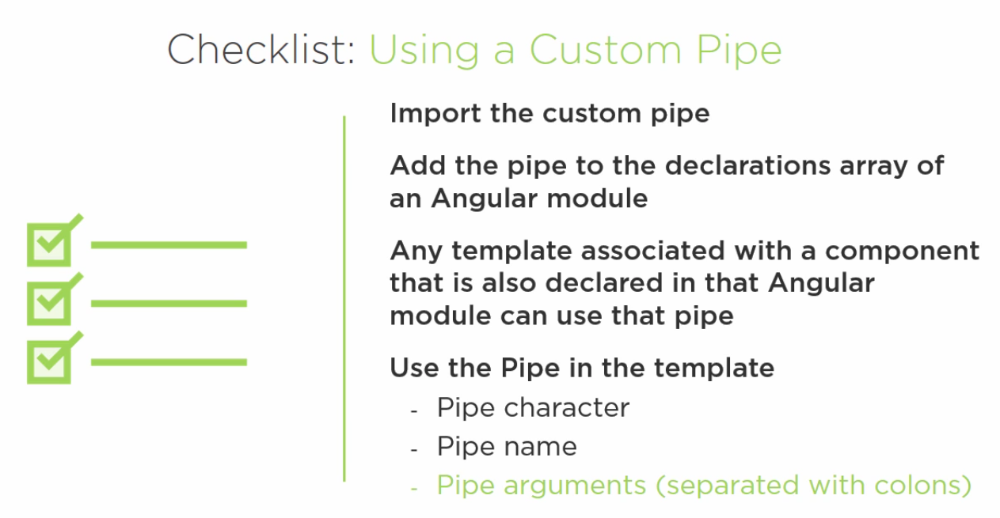 Checklist: Using a Custom Pipe
Import the custom pipe
Add the pipe to the declarations array of
an Angular module
Any template associated with a component
that is also declared in that Angular
module can use that pipe
Use the Pipe in the template
- Pipe character
- Pipe name
- Pipe arguments (separated with colons)